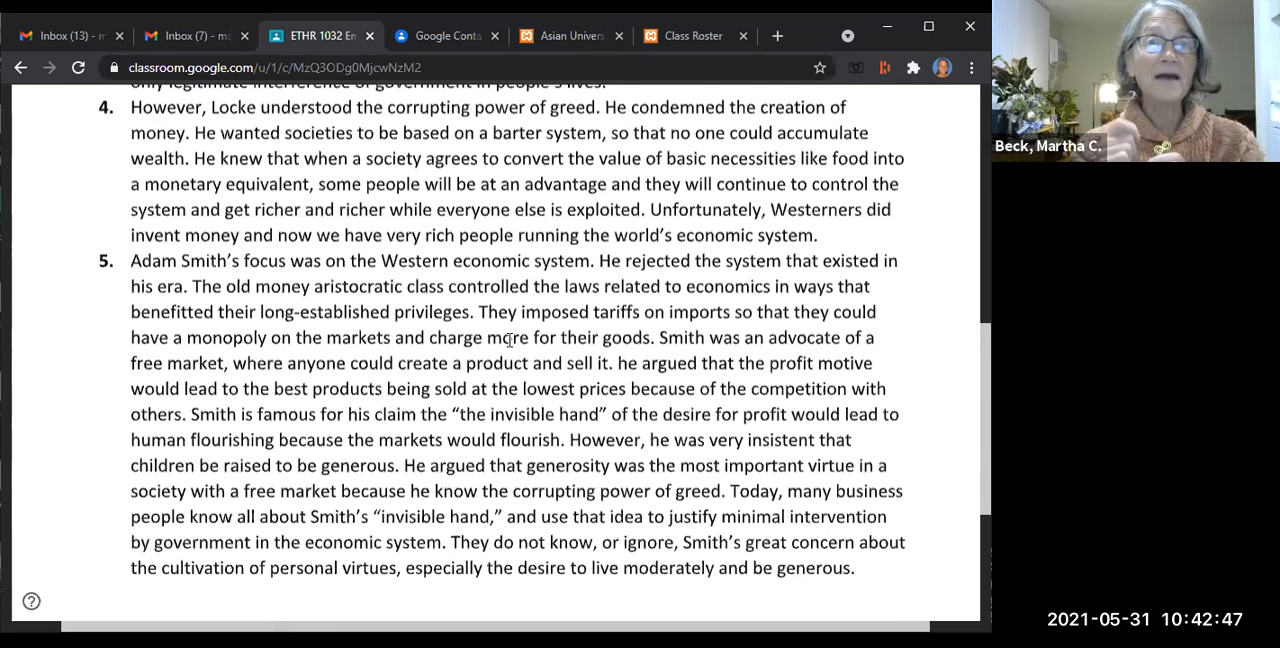 Inbox (13) - m
Inbox (7) - ma
ETHR 1032 En
Google Conta
Asian Univers
Class Roster
classroom.google.com/u/1/c/MzQ3ODg0MjcwNzM2
only legitimate interference of government in people's lives.
4. However, Locke understood the corrupting power of greed. He condemned the creation of
money. He wanted societies to be based on a barter system, so that no one could accumulate
wealth. He knew that when a society agrees to convert the value of basic necessities like food into
a monetary equivalent, some people will be at an advantage and they will continue to control the
system and get richer and richer while everyone else is exploited. Unfortunately, Westerners did
invent money and now we have very rich people running the world's economic system.
5. Adam Smith's focus was on the Western economic system. He rejected the system that existed in
his era. The old money aristocratic class controlled the laws related to economics in ways that
benefitted their long-established privileges. They imposed tariffs on imports so that they could
have a monopoly on the markets and charge more for their goods. Smith was an advocate of a
free market, where anyone could create a product and sell it. he argued that the profit motive
would lead to the best products being sold at the lowest prices because of the competition with
others. Smith is famous for his claim the “the invisible hand” of the desire for profit would lead to
human flourishing because the markets would flourish. However, he was very insistent that
children be raised to be generous. He argued that generosity was the most important virtue in a
society with a free market because he know the corrupting power of greed. Today, many business
people know all about Smith's “invisible hand,” and use that idea to justify minimal intervention
by government in the economic system. They do not know, or ignore, Smith's great concern about
the cultivation of personal virtues, especially the desire to live moderately and be generous.
Beck, Martha C.
2021-05-31 10:42:47